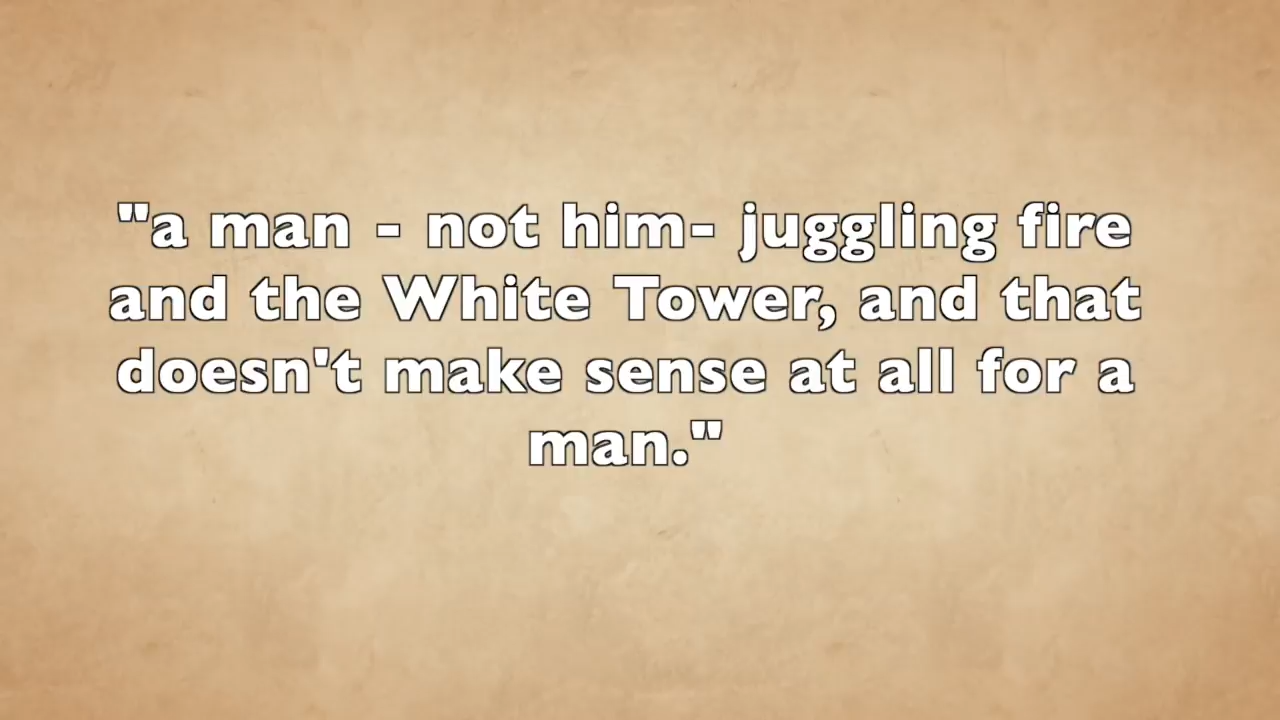 "a man - not him- juggling fire
and the White Tower, and that
doesn't make sense at all for a
man."